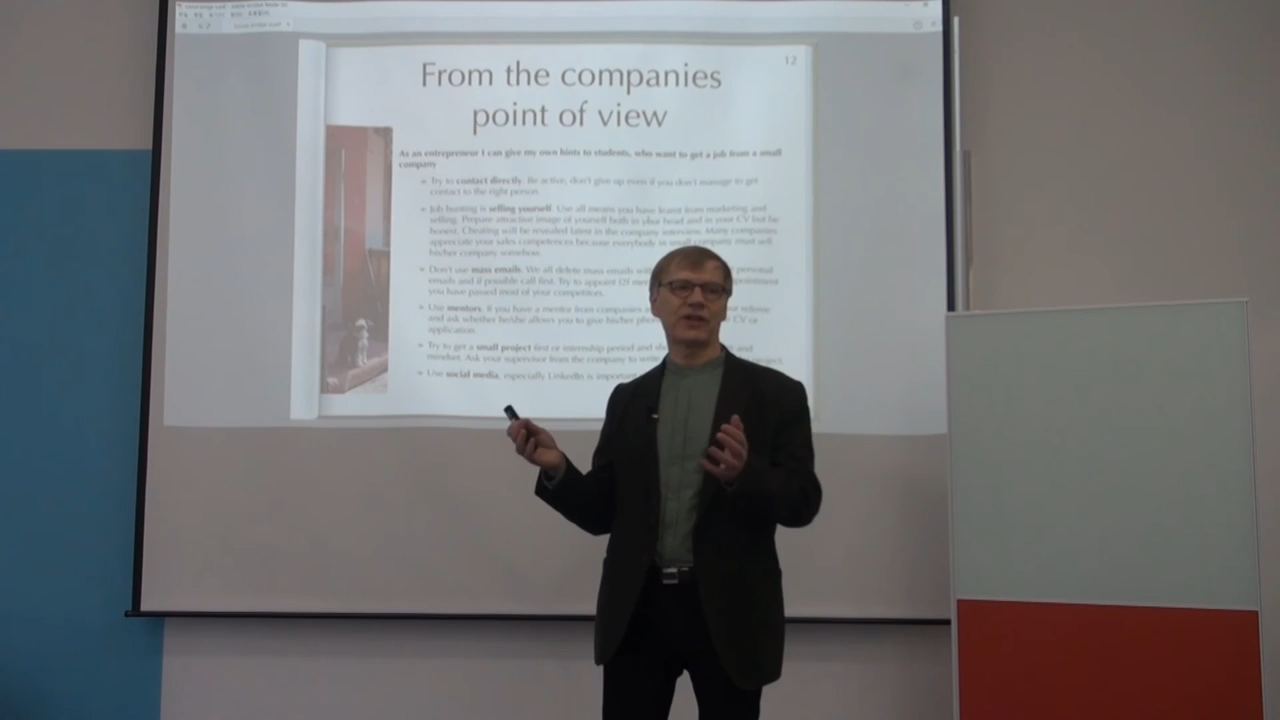 12
From the companies
point of view
As an entrepreneur I can give my own hints to students, who want to get a job from a small
company
Try to contact directly. Be active, don't give up even if you don't manage to get
contact to the right person.
Job hunting is selling yourself. Use all means you have learnt from marketing and
selling. Prepare attractive image of yourself both in your head and in your CV but be
honest. Cheating will be revealed latest in the company interview. Many companies
appreciate your sales competences because everybody in small company must sell
his/her company somehow.
Don't use mass emails. We all delete mass emails personal
emails and if possible call first. Try to appoint
you have passed most of your competitors.
Use mentors. If you have a mentor from companies
and ask whether he/she allows you to give his/her CV or
application.
Try to get a small project first or internship period and and
mindset. Ask your supervisor from the company to write project.
Use social media, especially LinkedIn is important